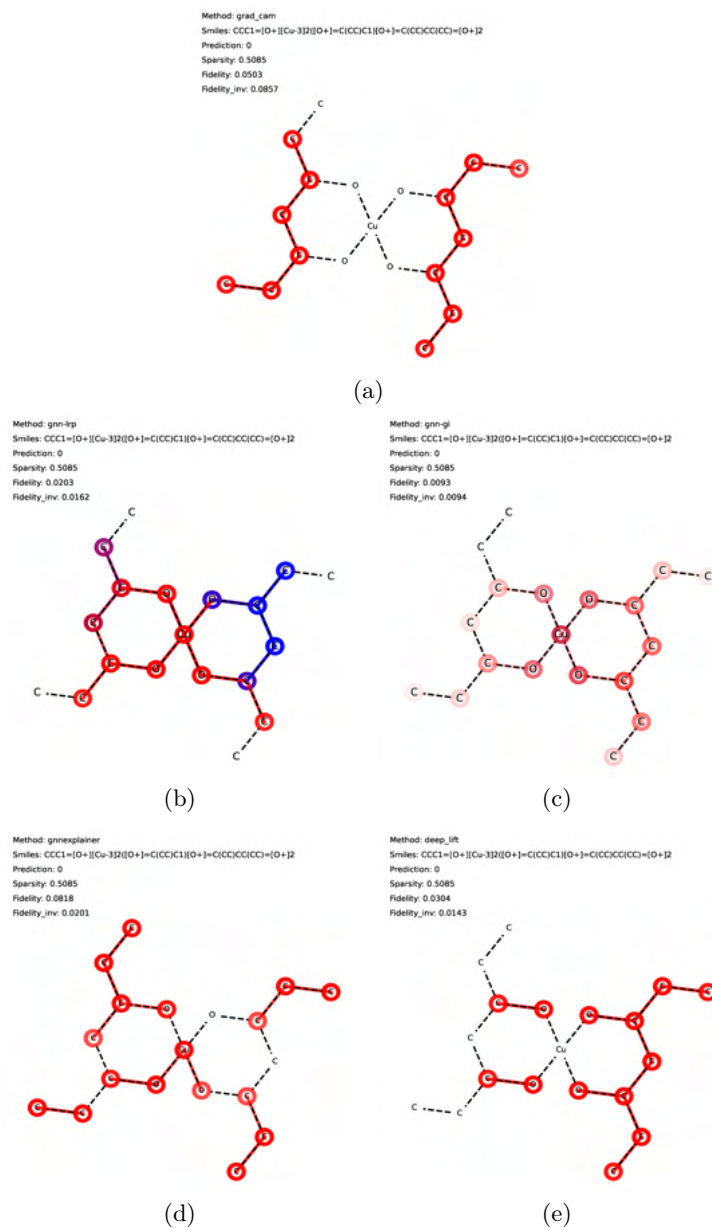 Method: grad_cam
Smiles: CCC1=[O+][Cu-3]2([O+]=C(CC)C1)[O+]=C(CC)CC(CC)=[O+]2
Prediction: 0
Sparsity: 0.5085
Fidelity: 0.0503
Fidelity_inv: 0.0857
C
O
O
Cu
O
O
(a)
Method: gnn-lrp
Smiles: CCC1=[O+][Cu-3]2([O+]=C(CC)C1)[O+]=C(CC)CC(CC)=[O+]2
Prediction: 0
Sparsity: 0.5085
Fidelity: 0.0203
Fidelity_inv: 0.0162
C
C
C
C
(b)
Method: gnn-gi
Smiles: CCC1=[O+][Cu-3]2([O+]=C(CC)C1)[O+]=C(CC)CC(CC)=[O+]2
Prediction: 0
Sparsity: 0.5085
Fidelity: 0.0093
Fidelity_inv: 0.0094
C
C
C
C
C
C
O
O
C
C
Cu
C
C
O
O
C
C
C
C
(c)
Method: gnnexplainer
Smiles: CCC1=[O+][Cu-3]2([O+]=C(CC)C1)[O+]=C(CC)CC(CC)=[O+]2
Prediction: 0
Sparsity: 0.5085
Fidelity: 0.0818
Fidelity_inv: 0.0201
O
C
(d)
Method: deep_lift
Smiles: CCC1=[O+][Cu-3]2([O+]=C(CC)C1)[O+]=C(CC)CC(CC)=[O+]2
Prediction: 0
Sparsity: 0.5085
Fidelity: 0.0304
Fidelity_inv: 0.0143
C
C
C
Cu
C
C
(e)